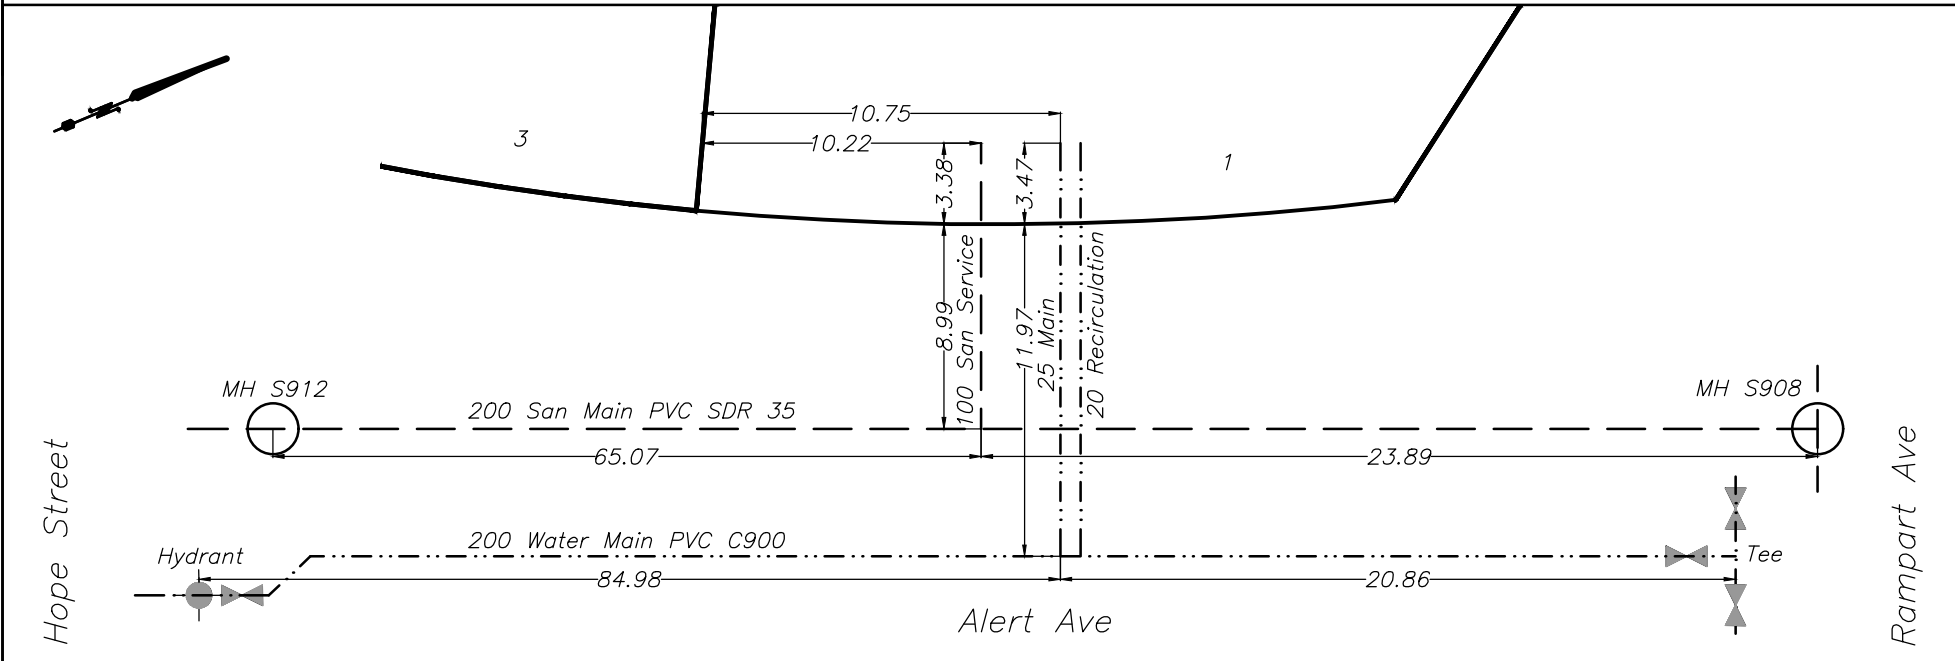 10.75
10.22
3
1
3.38
3.47
8.99
100 San Service
11.97
25 Main
20 Recirculation
MH S912
MH S908
200 San Main PVC SDR 35
65.07
23.89
Hope Street
Rampart Ave
200 Water Main PVC C900
Hydrant
Tee
84.98
20.86
Alert Ave